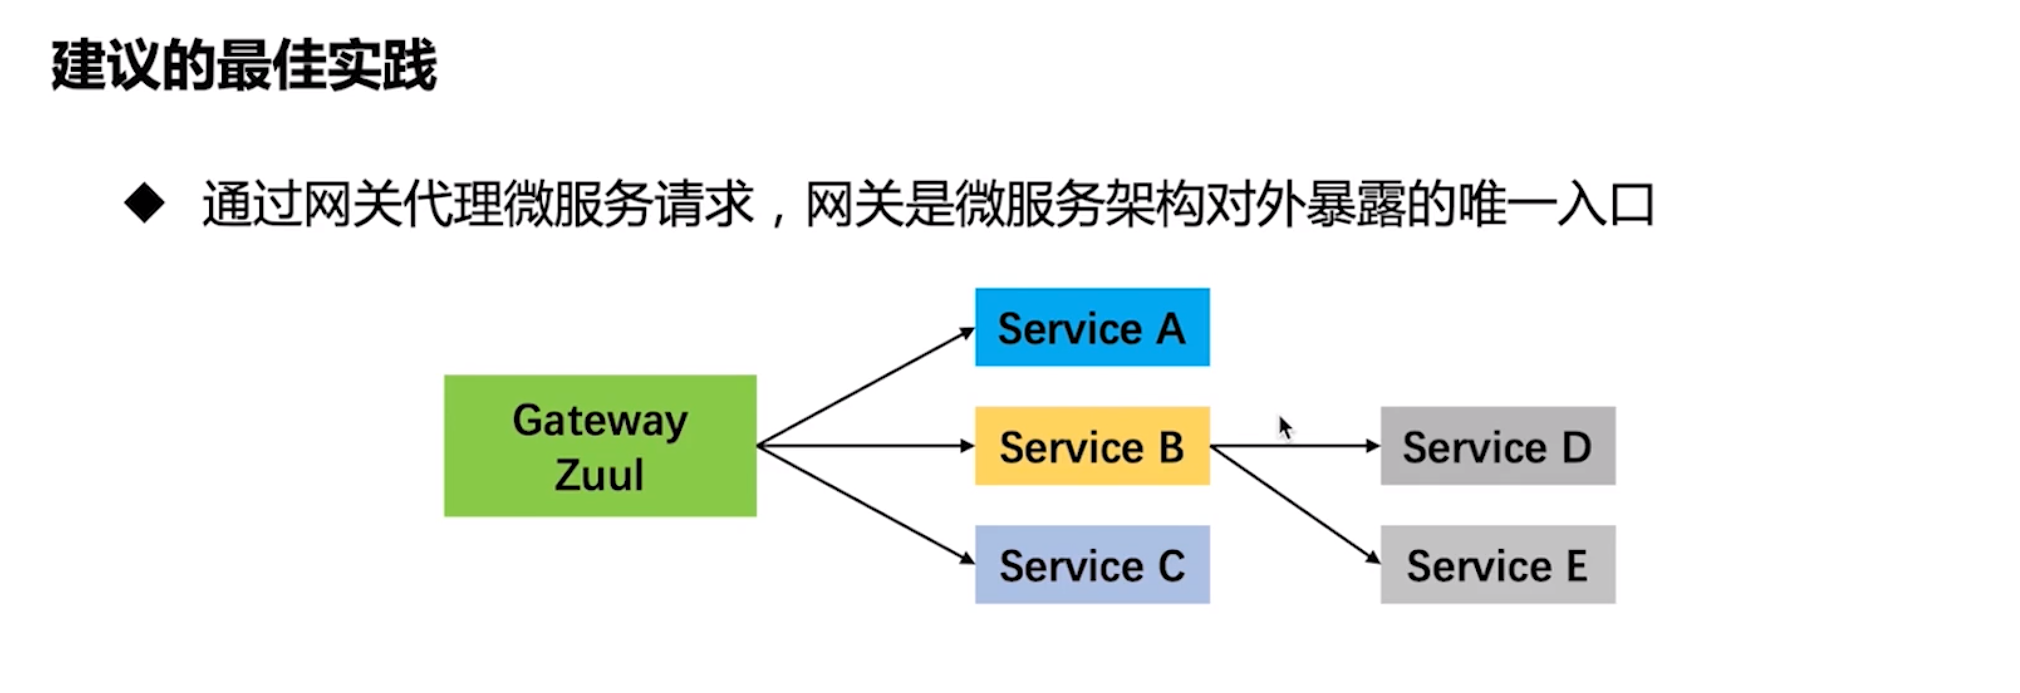 建议的最佳实践
通过网关代理微服务请求，网关是微服务架构对外暴露的唯一入口
Service A
Gateway
Zuul
Service B
Service D
Service C
Service E